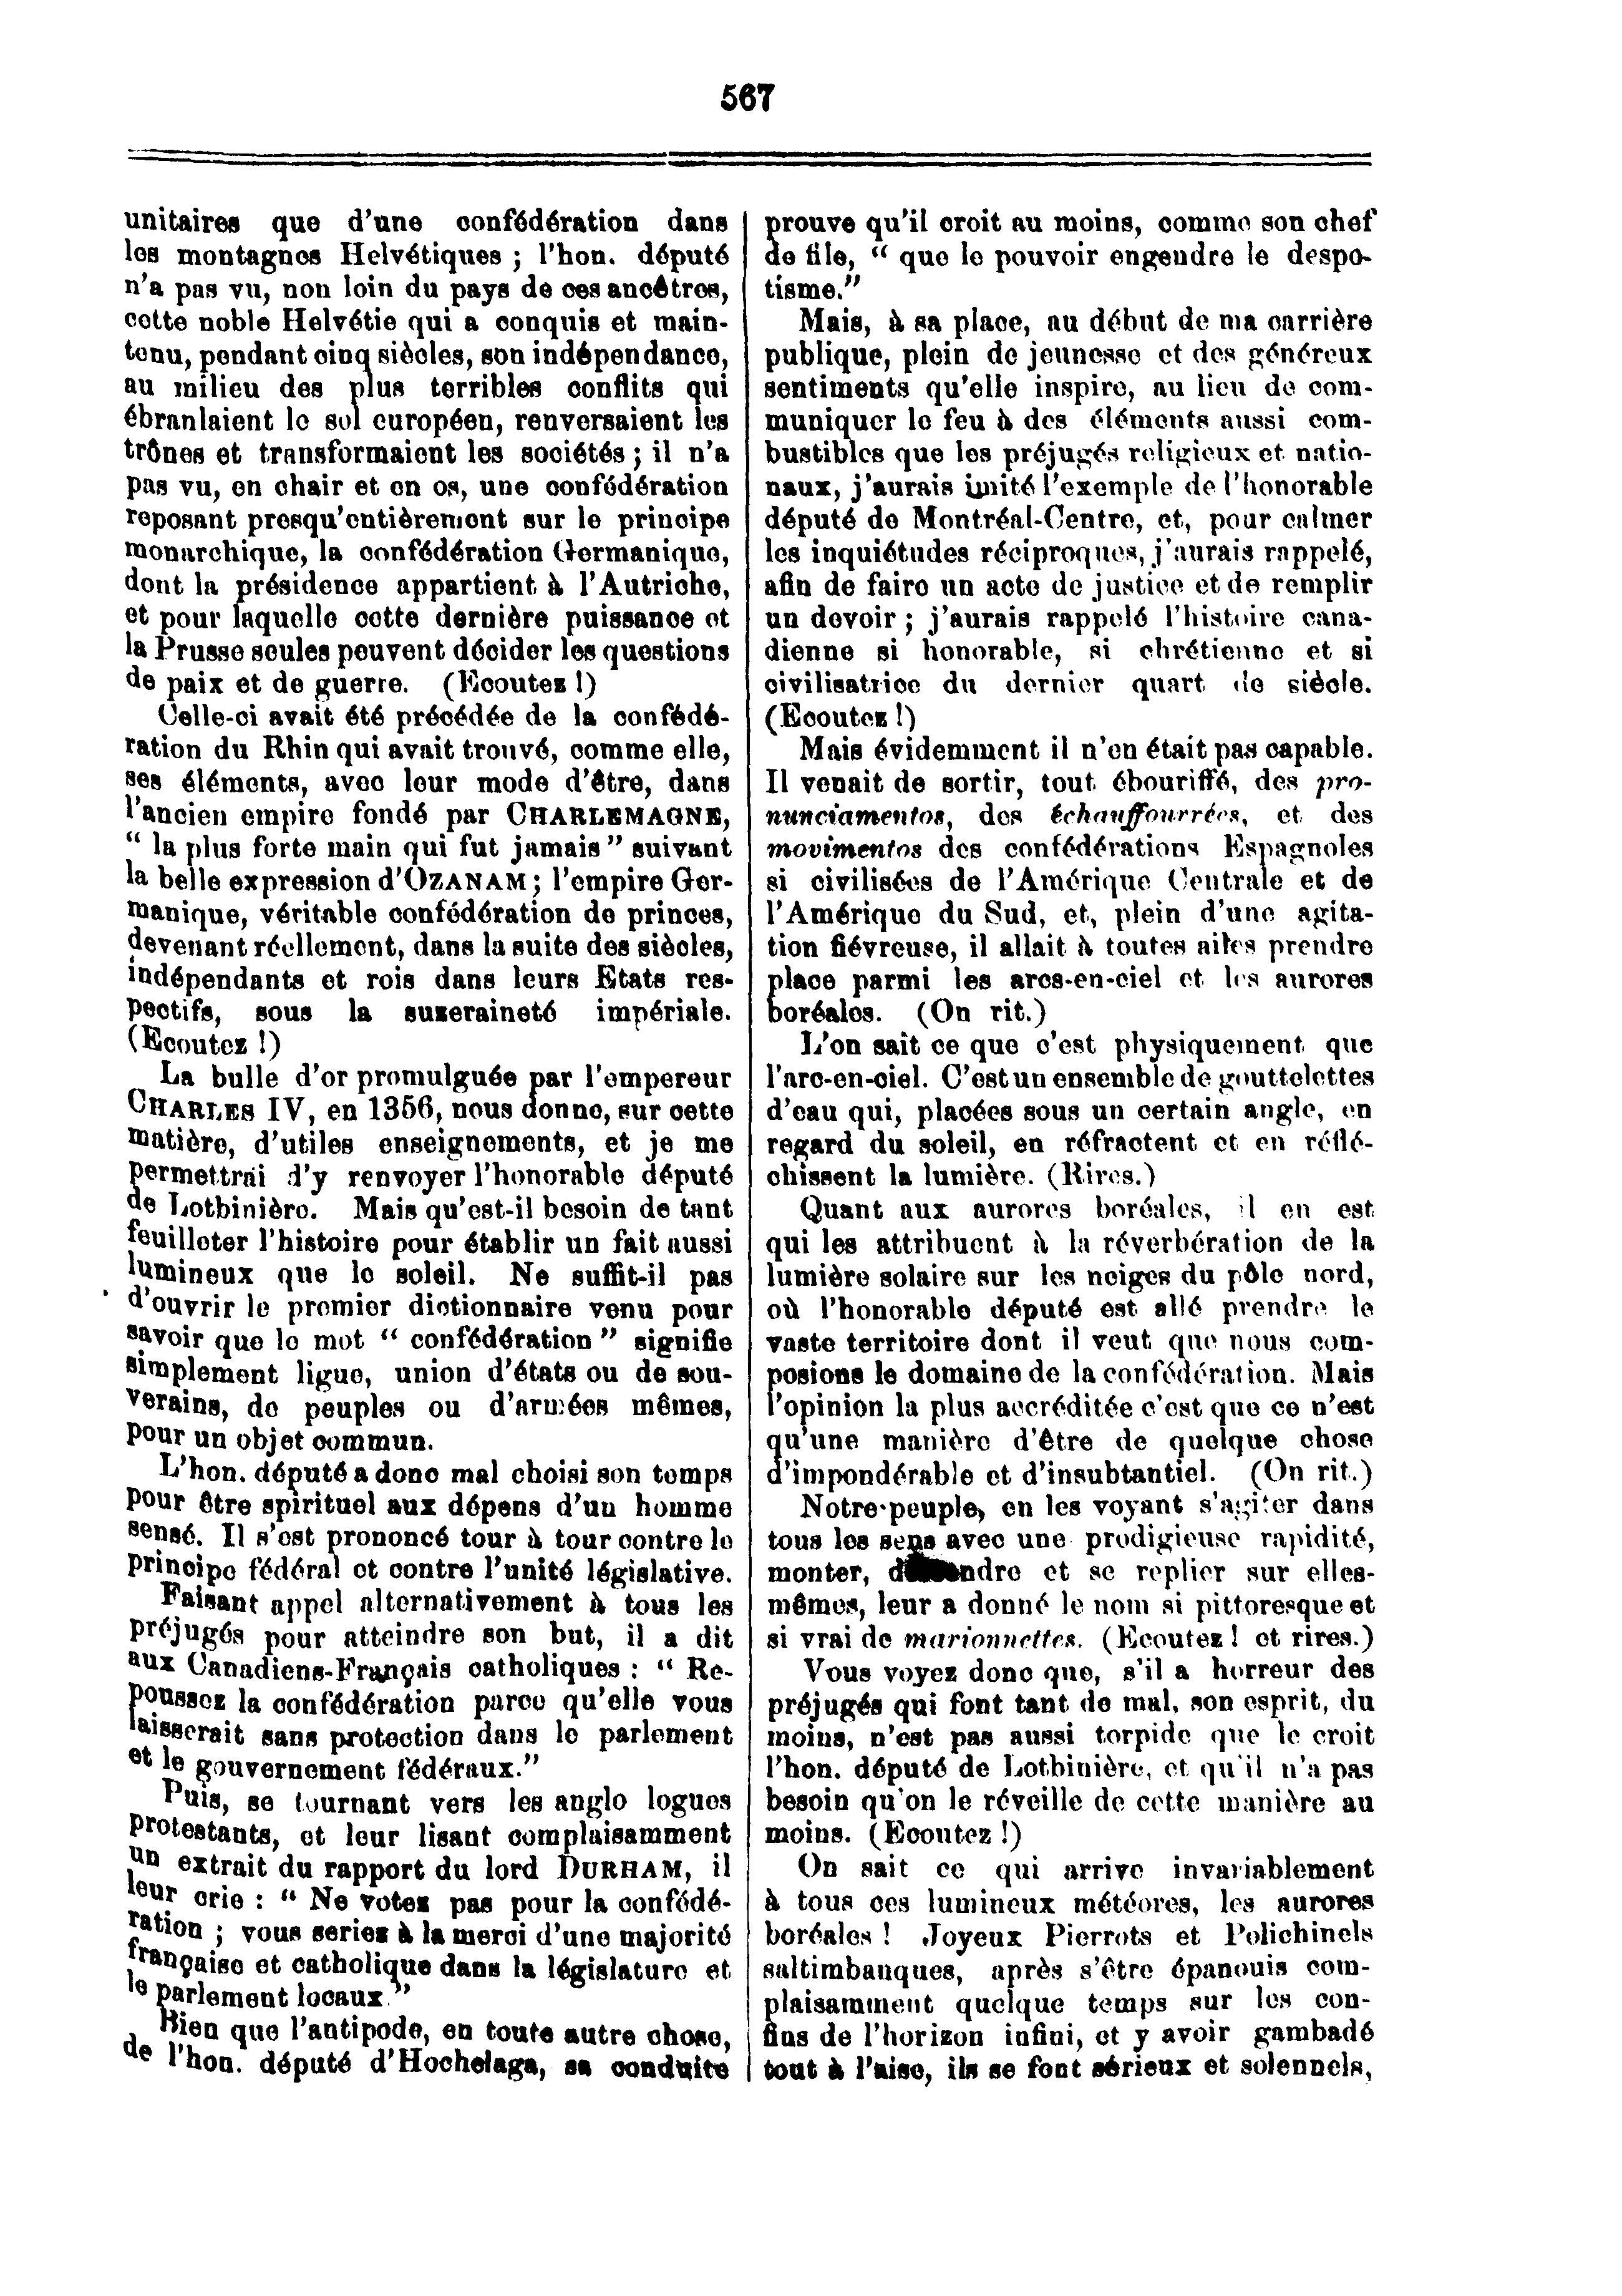 567
unitaires que d'une confédération dans
les montagnes Helvétiques ; l'hon. député
n'a pas vu, non loin du pays de ces ancêtres,
cette noble Helvétie qui a conquis et main-
tenu, pendant cinq siècles, son indépendance,
au milieu des plus terribles conflits qui
ébranlaient le sol européen, renversaient les
trônes et transformaient les sociétés ; il n'a
pas vu, en chair et en os, une confédération
reposant presqu'entièrement sur le principe
monarchique, la confédération Germanique,
dont la présidence appartient à l'Autriche,
et pour laquelle cette dernière puissance et
la Prusse seules peuvent décider les questions
de paix et de guerre. (Ecoutez !)
Celle-ci avait été précédée de la confédé-
ration du Rhin qui avait trouvé, comme elle,
ses éléments, avec leur mode d'être, dans
l'ancien empire fondé par CHARLEMAGNE,
“ la plus forte main qui fut jamais ” suivant
la belle expression d'OZANAM ; l'empire Ger-
manique, véritable confédération de princes,
devenant réellement, dans la suite des siècles,
indépendants et rois dans leurs Etats res-
pectifs, sous la suzeraineté impériale.
(Ecoutez !)
La bulle d'or promulguée par l'empereur
CHARLES IV, en 1356, nous donne, sur cette
matière, d'utiles enseignements, et je me
permettrai d'y renvoyer l'honorable député
de Lotbinière. Mais qu'est-il besoin de tant
feuilleter l'histoire pour établir un fait aussi
lumineux que le soleil. Ne suffit-il pas
d'ouvrir le premier dictionnaire venu pour
savoir que le mot “ confédération ” signifie
simplement ligue, union d'états ou de sou-
verains, de peuples ou d'armées mêmes,
pour un objet commun.
L'hon. député a donc mal choisi son temps
pour être spirituel aux dépens d'un homme
sensé. Il s'est prononcé tour à tour contre le
principe fédéral et contre l'unité législative.
Faisant appel alternativement à tous les
préjugés pour atteindre son but, il a dit
aux Canadiens-Français catholiques : “ Re-
poussez la confédération parce qu'elle vous
laisserait sans protection dans le parlement
et le gouvernement fédéraux.”
Puis, se tournant vers les anglo logues
protestants, et leur lisant complaisamment
un extrait du rapport du lord DURHAM, il
leur crie : “ Ne votez pas pour la confédé-
ration ; vous seriez à la merci d'une majorité
française et catholique dans la législature et
le parlement locaux.”
Bien que l'antipode, en toute autre chose,
de l'hon. député d'Hochelaga, sa conduite
prouve qu'il croit au moins, comme son chef
de file, “ que le pouvoir engendre le despo-
tisme.”
Mais, à sa place, au début de ma carrière
publique, plein de jeunesse et des généreux
sentiments qu'elle inspire, au lieu de com-
muniquer le feu à des éléments aussi com-
bustibles que les préjugés religieux et natio-
naux, j'aurais imité l'exemple de l'honorable
député de Montréal-Centre, et, pour calmer
les inquiétudes réciproques, j'aurais rappelé,
afin de faire un acte de justice et de remplir
un devoir ; j'aurais rappelé l'histoire cana-
dienne si honorable, si chrétienne et si
civilisatrice du dernier quart de siècle.
(Ecoutez !)
Mais évidemment il n'en était pas capable.
Il venait de sortir, tout ébouriffé, des pro-
nunciamentos, des échauffourrées, et des
movimentos des confédérations Espagnoles
si civilisées de l'Amérique Centrale et de
l'Amérique du Sud, et, plein d'une agita-
tion fiévreuse, il allait à toutes ailes prendre
place parmi les arcs-en-ciel et les aurores
boréales. (On rit.)
L'on sait ce que c'est physiquement que
l'arc-en-ciel. C'est un ensemble de gouttelettes
d'eau qui, placées sous un certain angle, en
regard du soleil, en réfractent et en réflé-
chissent la lumière. (Rires.)
Quant aux aurores boréales, il en est
qui les attribuent à la réverbération de la
lumière solaire sur les neiges du pôle nord,
où l'honorable député est allé prendre le
vaste territoire dont il veut que nous com-
posions le domaine de la confédération. Mais
l'opinion la plus accréditée c'est que ce n'est
qu'une manière d'être de quelque chose
d'impondérable et d'insubtantiel. (On rit.)
Notre peuple, en les voyant s'agiter dans
tous les sens avec une prodigieuse rapidité,
monter, et se replier sur elles-
mêmes, leur a donné le nom si pittoresque et
si vrai de marionnettes. (Ecoutez ! et rires.)
Vous voyez donc que, s'il a horreur des
préjugés qui font tant de mal, son esprit, du
moins, n'est pas aussi torpide que le croit
l'hon. député de Lotbinière, et qu'il n'a pas
besoin qu'on le réveille de cette manière au
moins. (Ecoutez !)
On sait ce qui arrive invariablement
à tous ces lumineux météores, les aurores
boréales ! Joyeux Pierrots et Polichinels
saltimbanques, après s'être épanouis com-
plaisamment quelque temps sur les con-
fins de l'horizon infini, et y avoir gambadé
tout à l'aise, ils se font sérieux et solennels,